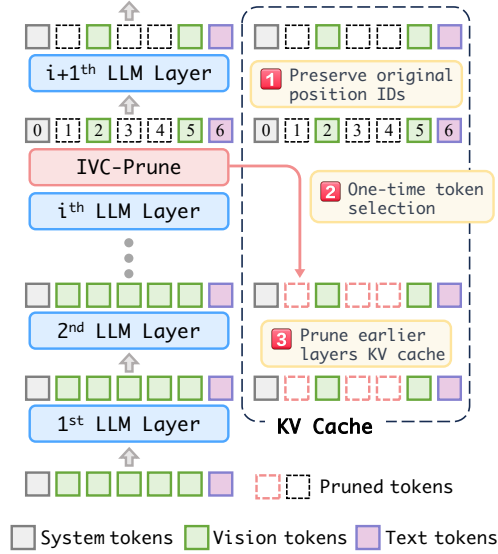 i+1th LLM Layer
1 Preserve original
position IDs
0 1 2 3 4 5 6
0 1 2 3 4 5 6
IVC-Prune
2 One-time token
selection
ith LLM Layer
2nd LLM Layer
3 Prune earlier
layers KV cache
1st LLM Layer
KV Cache
Pruned tokens
System tokens
Vision tokens
Text tokens